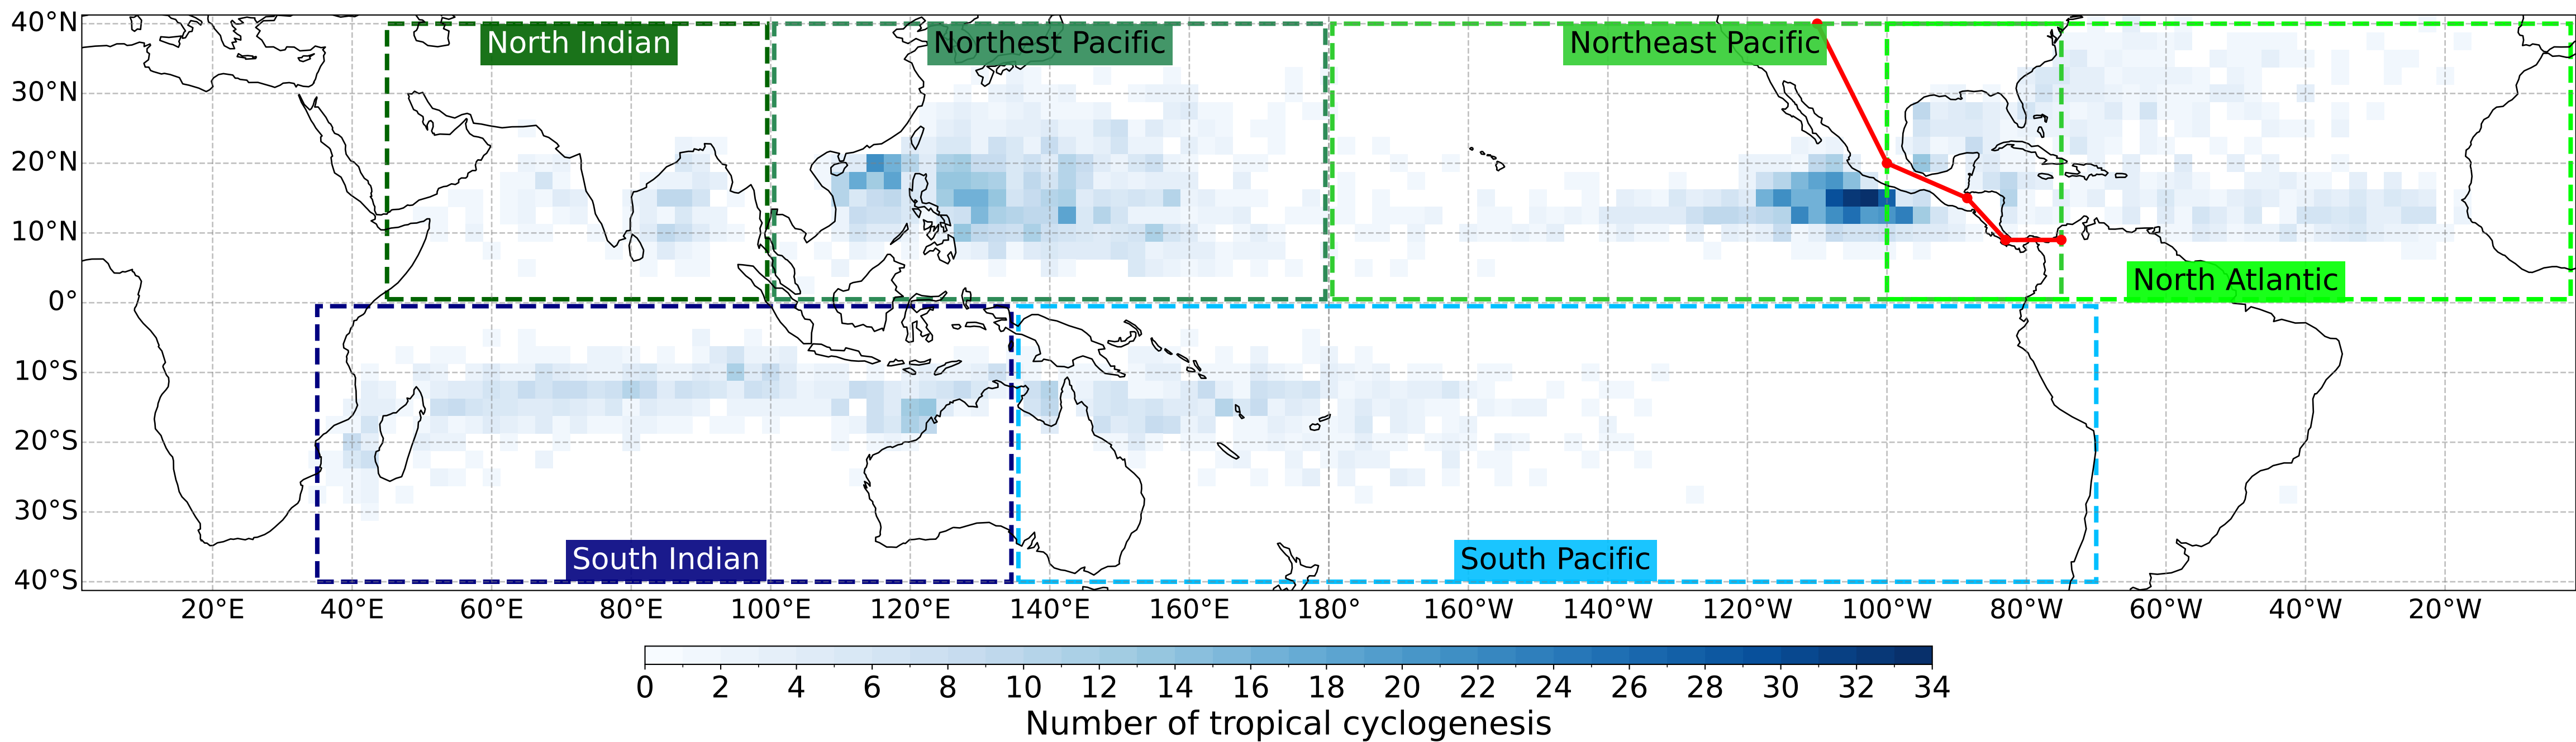 40°N
30°N
20°N
10°N
0°
10°S
20°S
30°S
40°S
North Indian
Northest Pacific
Northeast Pacific
North Atlantic
South Indian
South Pacific
20°E 40°E 60°E 80°E 100°E 120°E 140°E 160°E 180° 160°W 140°W 120°W 100°W 80°W 60°W 40°W 20°W
0 2 4 6 8 10 12 14 16 18 20 22 24 26 28 30 32 34
Number of tropical cyclogenesis